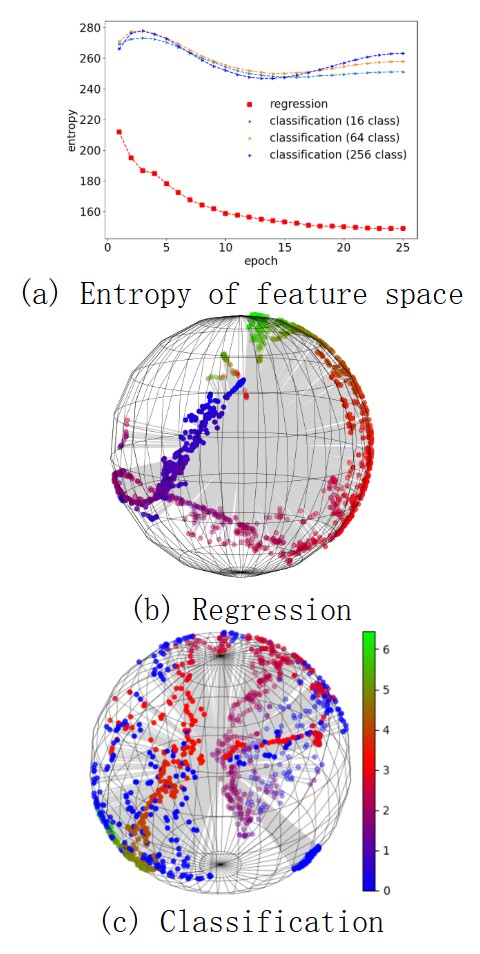 280
260
240
220
200
180
160
entropy
regression
classification (16 class)
classification (64 class)
classification (256 class)
0 5 10 15 20 25
epoch
(a) Entropy of feature space
(b) Regression
6
5
4
3
2
1
0
(c) Classification